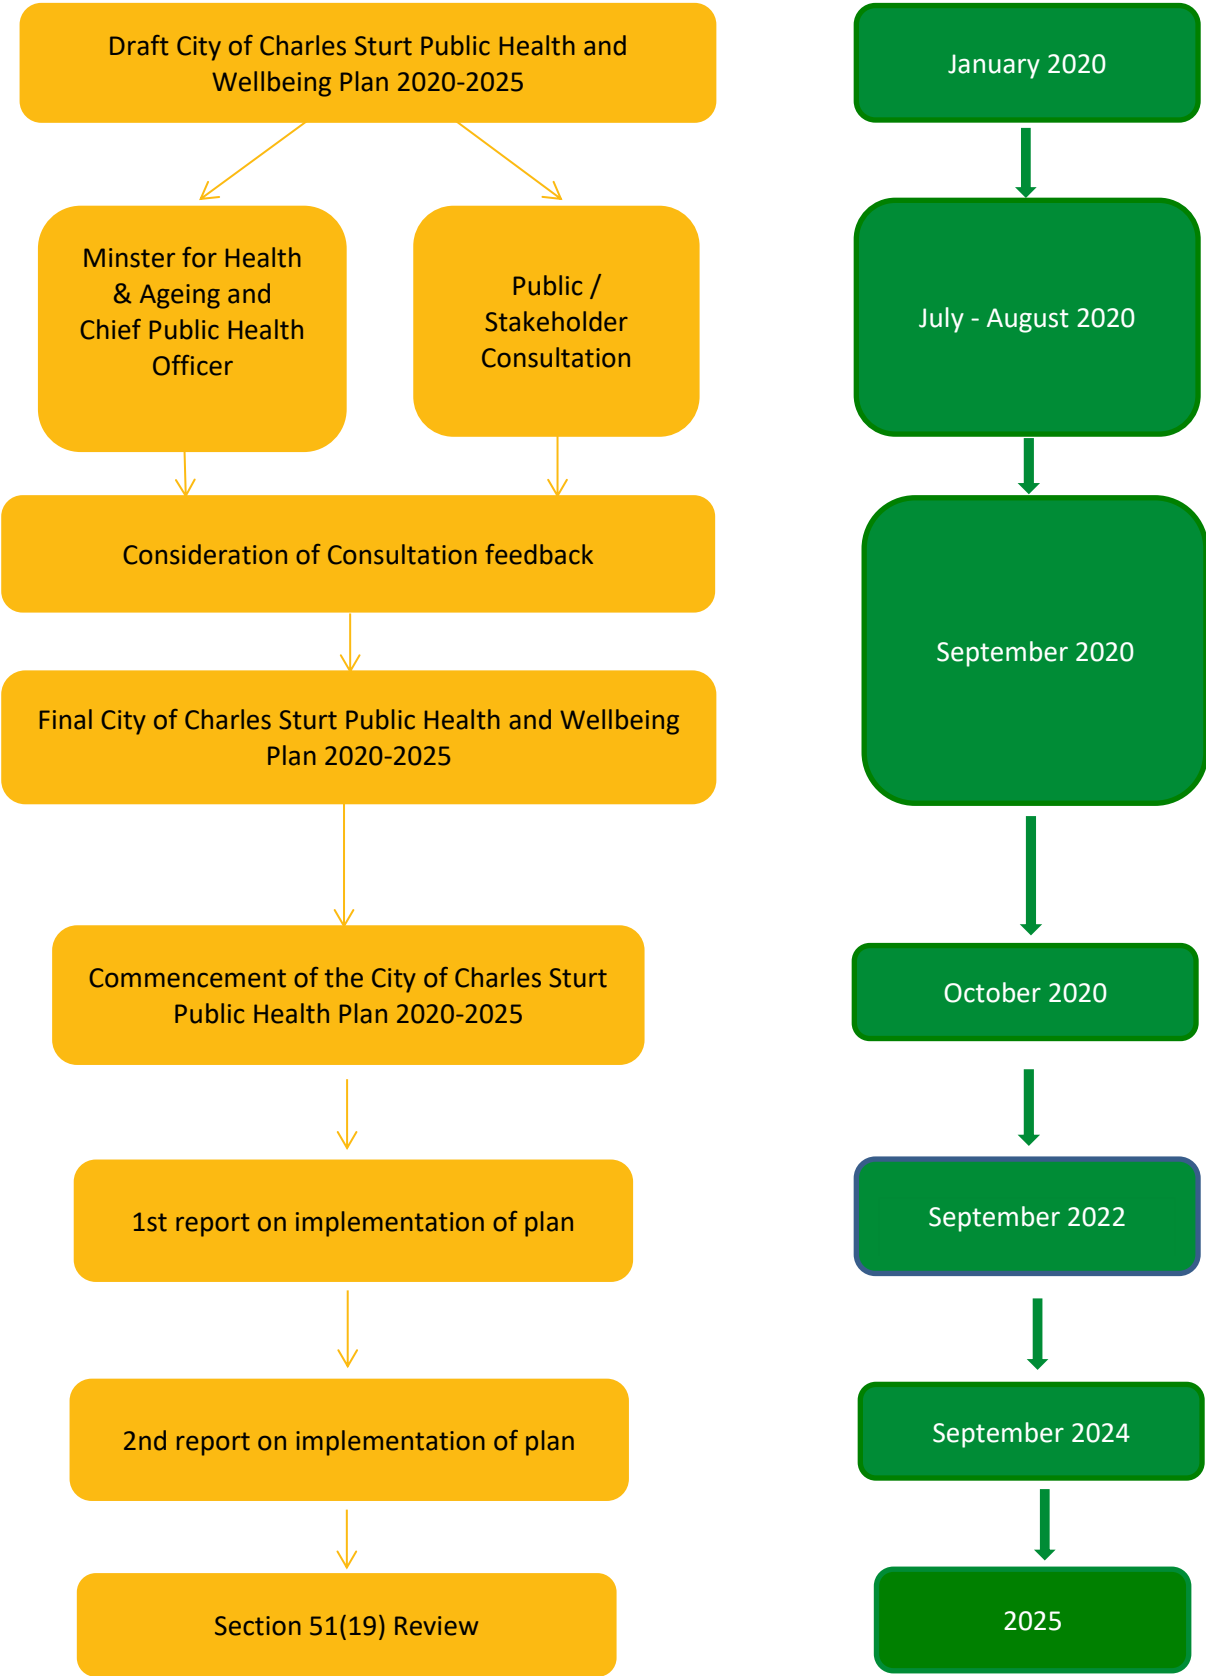 Draft City of Charles Sturt Public Health and
Wellbeing Plan 2020-2025
January 2020
Minster for Health
& Ageing and
Chief Public Health
Officer
Public /
Stakeholder
Consultation
July - August 2020
Consideration of Consultation feedback
September 2020
Final City of Charles Sturt Public Health and Wellbeing
Plan 2020-2025
Commencement of the City of Charles Sturt
Public Health Plan 2020-2025
October 2020
1st report on implementation of plan
September 2022
2nd report on implementation of plan
September 2024
Section 51(19) Review
2025